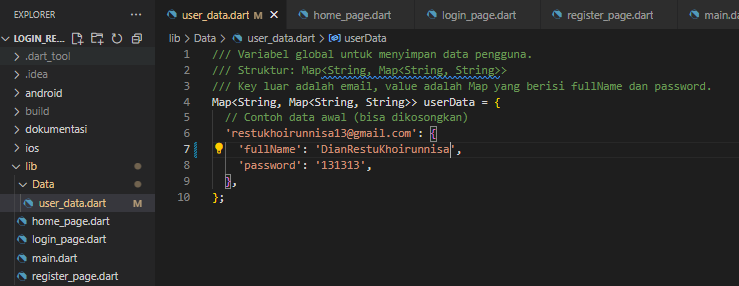 EXPLORER
LOGIN_RE...
.dart_tool
.idea
android
build
dokumentasi
ios
lib
Data
user_data.dart M
home_page.dart
login_page.dart
main.dart
register_page.dart
user_data.dart M
home_page.dart
login_page.dart
register_page.dart
main.da
lib > Data > user_data.dart > userData
1 /// Variabel global untuk menyimpan data pengguna.
2 /// Struktur: Map<String, Map<String, String>>
3 /// Key luar adalah email, value adalah Map yang berisi fullName dan password.
4 Map<String, Map<String, String>> userData = {
5 // Contoh data awal (bisa dikosongkan)
6 'restukhoirunnisa13@gmail.com': {
7 'fullName': 'DianRestuKhoirunnisa',
8 'password': '131313',
9 },
10 };